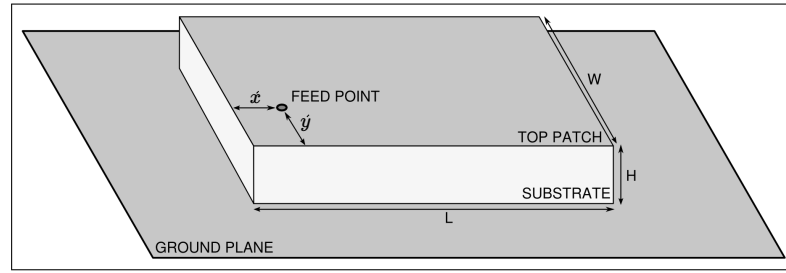 W
x́
FEED POINT
ý
TOP PATCH
H
SUBSTRATE
L
GROUND PLANE